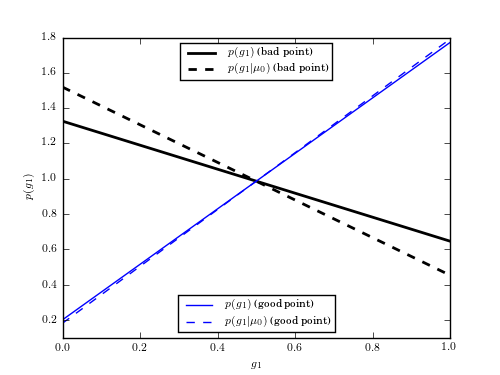 p(g₁) (bad point)
p(g₁|μ₀) (bad point)
p(g₁) (good point)
p(g₁|μ₀) (good point)
1.8
1.6
1.4
1.2
1.0
0.8
0.6
0.4
0.2
p(g₁)
0.0 0.2 0.4 0.6 0.8 1.0
g₁